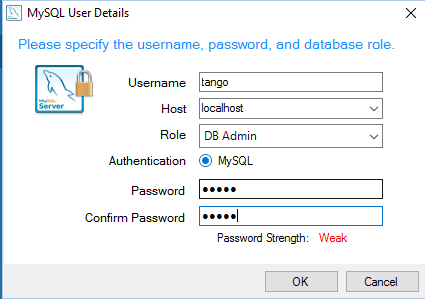 MySQL User Details
Please specify the username, password, and database role.
MySQL
Server
Username tango
Host localhost
Role DB Admin
Authentication MySQL
Password ●●●●●
Confirm Password ●●●●●
Password Strength: Weak
OK Cancel